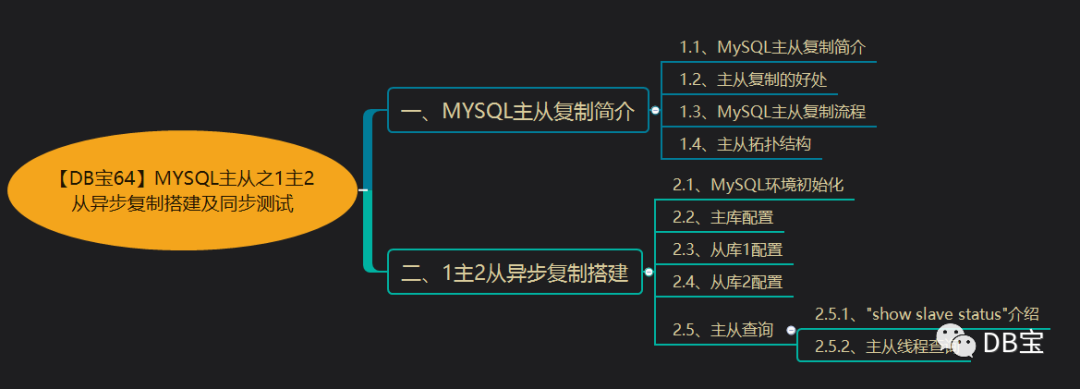 【DB宝64】MYSQL主从之1主2
从异步复制搭建及同步测试
一、MYSQL主从复制简介
1.1、MySQL主从复制简介
1.2、主从复制的好处
1.3、MySQL主从复制流程
1.4、主从拓扑结构
二、1主2从异步复制搭建
2.1、MySQL环境初始化
2.2、主库配置
2.3、从库1配置
2.4、从库2配置
2.5、主从查询
2.5.1、"show slave status"介绍
2.5.2、主从线程查询
DB宝